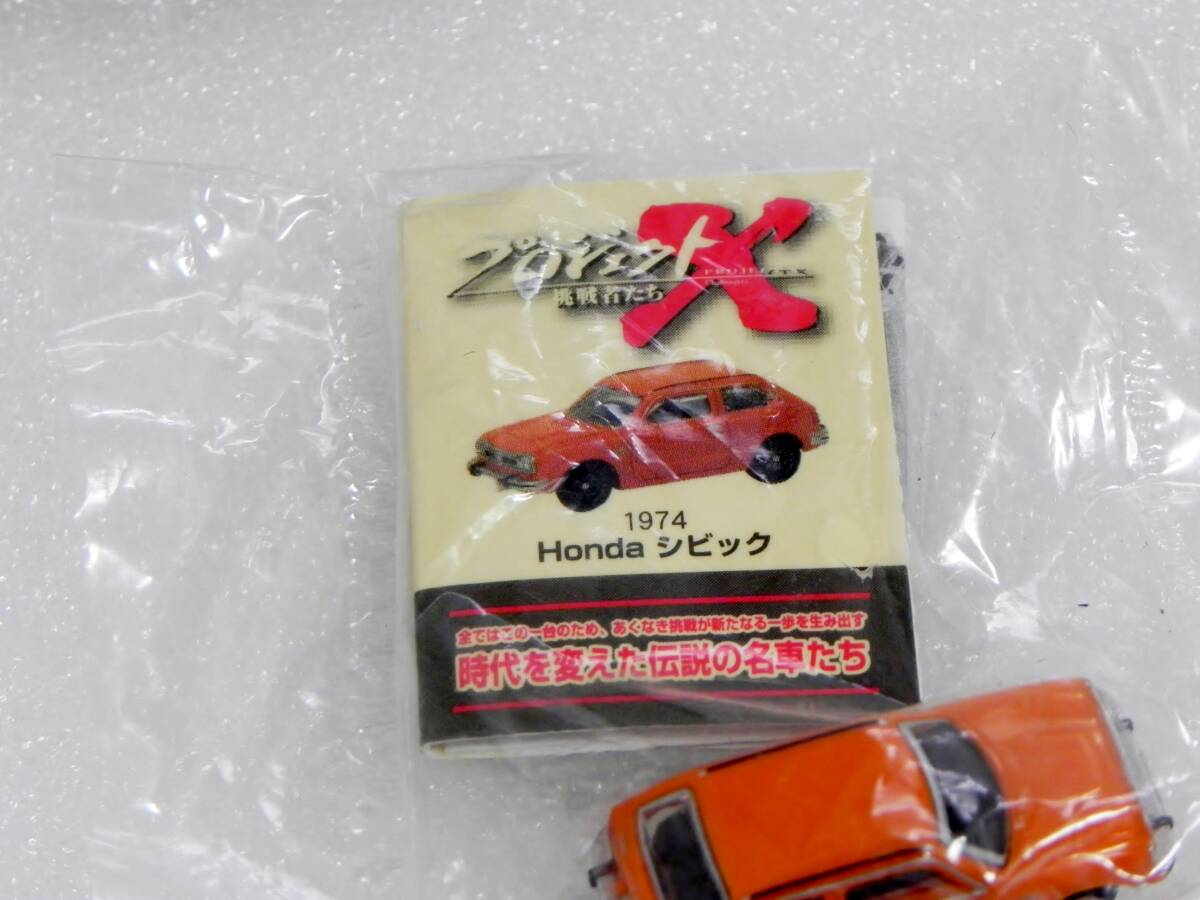 プロジェクトX
PROJECT-X
挑戦者たち
1974
Honda シビック
全てはこの一台のため、あくなき挑戦が新たなる一歩を生み出す
時代を変えた伝説の名車たち